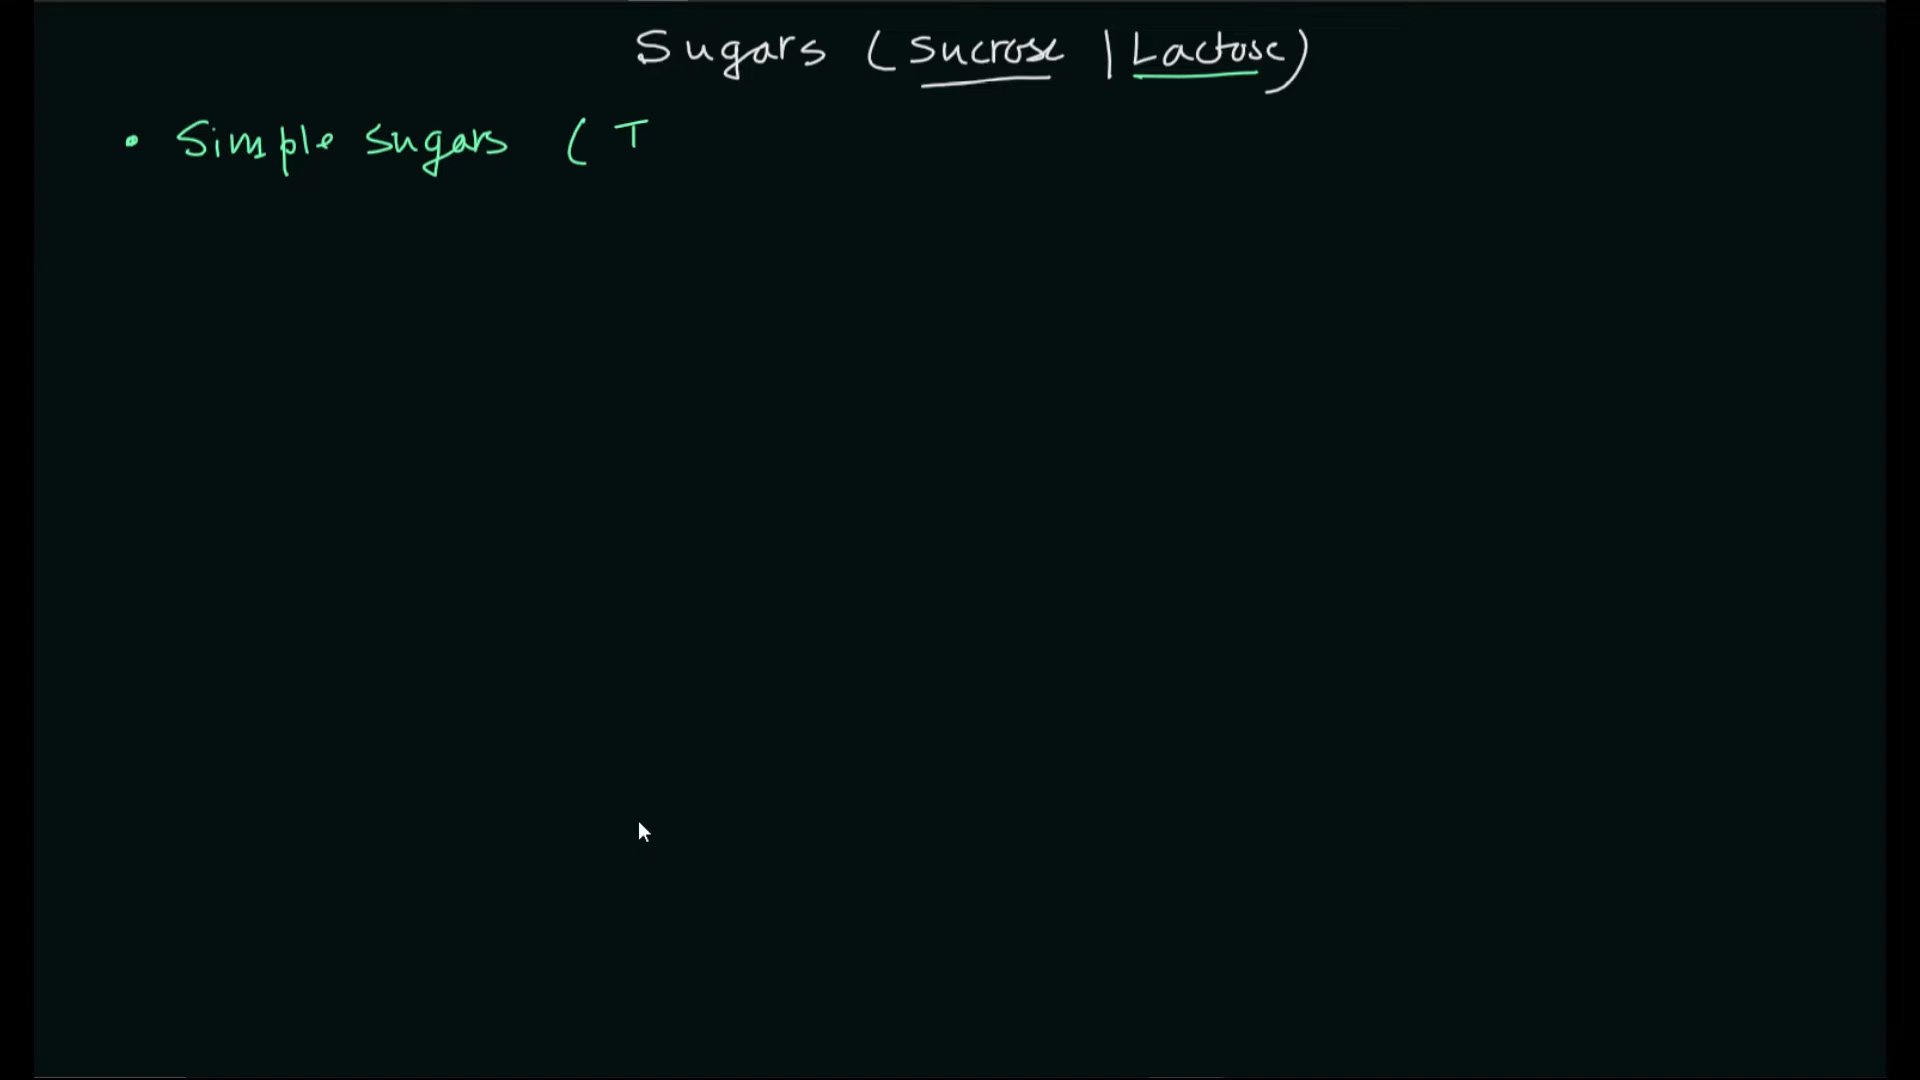 Sugars (Sucrose | Lactose)
• Simple sugars ( T